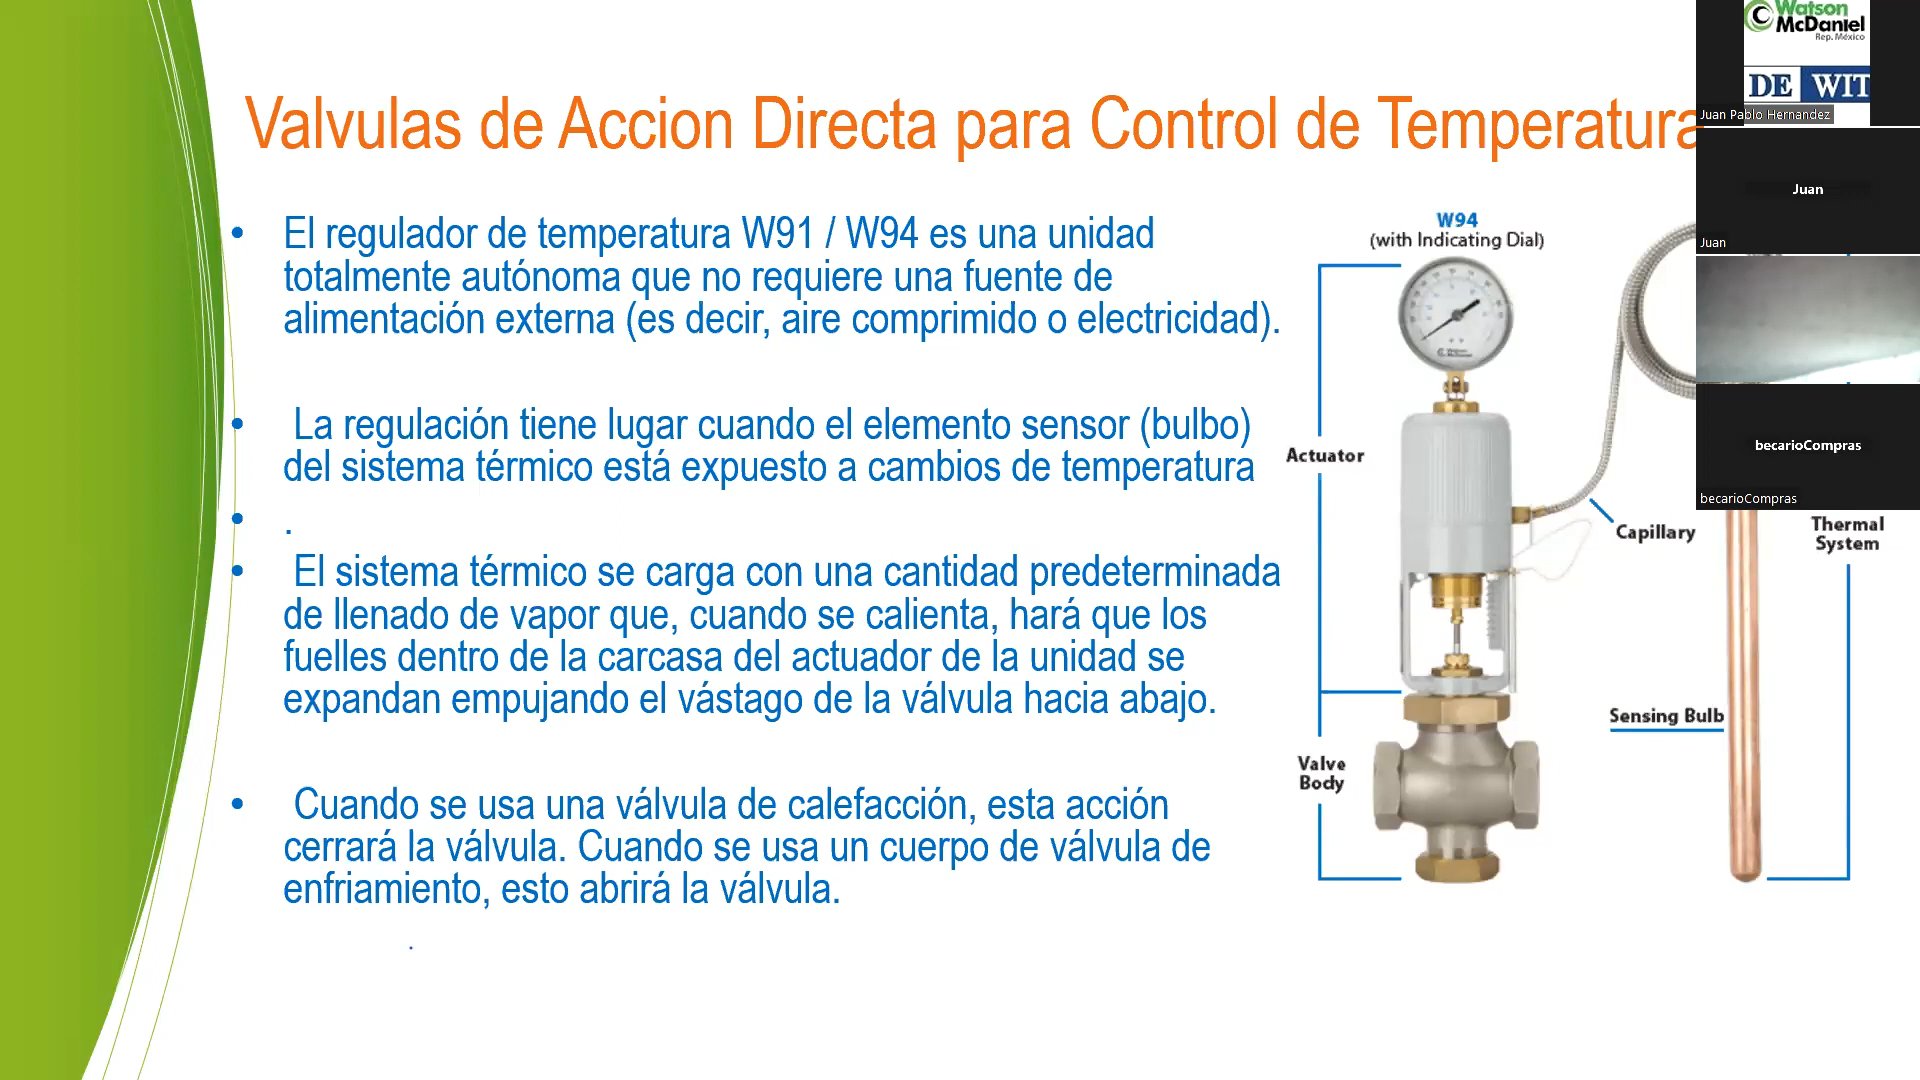 Valvulas de Accion Directa para Control de Temperatura
• El regulador de temperatura W91 / W94 es una unidad
totalmente autónoma que no requiere una fuente de
alimentación externa (es decir, aire comprimido o electricidad).
• La regulación tiene lugar cuando el elemento sensor (bulbo)
del sistema térmico está expuesto a cambios de temperatura
• .
• El sistema térmico se carga con una cantidad predeterminada
de llenado de vapor que, cuando se calienta, hará que los
fuelles dentro de la carcasa del actuador de la unidad se
expandan empujando el vástago de la válvula hacia abajo.
• Cuando se usa una válvula de calefacción, esta acción
cerrará la válvula. Cuando se usa un cuerpo de válvula de
enfriamiento, esto abrirá la válvula.
.
W94
(with Indicating Dial)
Actuator
Capillary
Thermal
System
Sensing Bulb
Valve
Body
Watson
McDaniel
Rep. México
DE WIT
Juan Pablo Hernandez
Juan
Juan
becarioCompras
becarioCompras